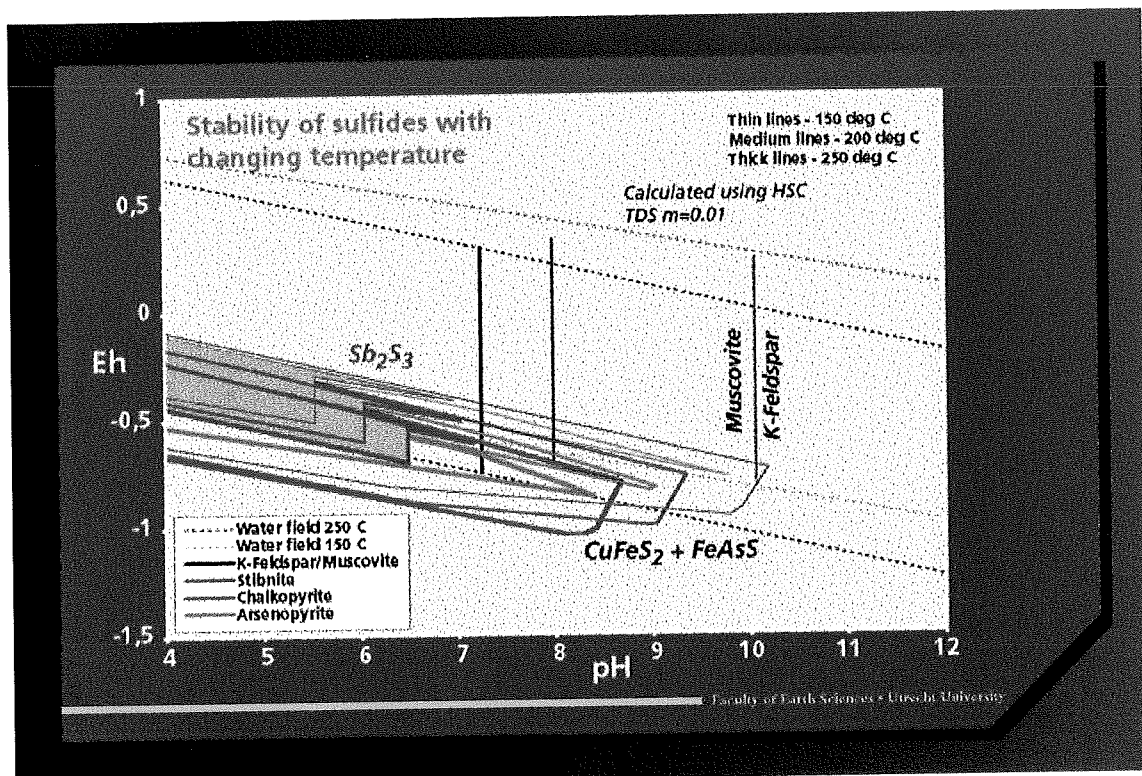 Stability of sulfides with
changing temperature
Thin lines - 150 deg C
Medium lines - 200 deg C
Thick lines - 250 deg C
Calculated using HSC
TDS m=0.01
1
0,5
0
Eh
-0,5
-1
-1,5
Sb₂S₃
Muscovite
K-Feldspar
CuFeS₂ + FeAsS
Water field 250 C
Water field 150 C
K-Feldspar/Muscovite
Stibnite
Chalkopyrite
Arsenopyrite
4 5 6 7 8 9 10 11 12
pH
Faculty of Earth Sciences • Utrecht University